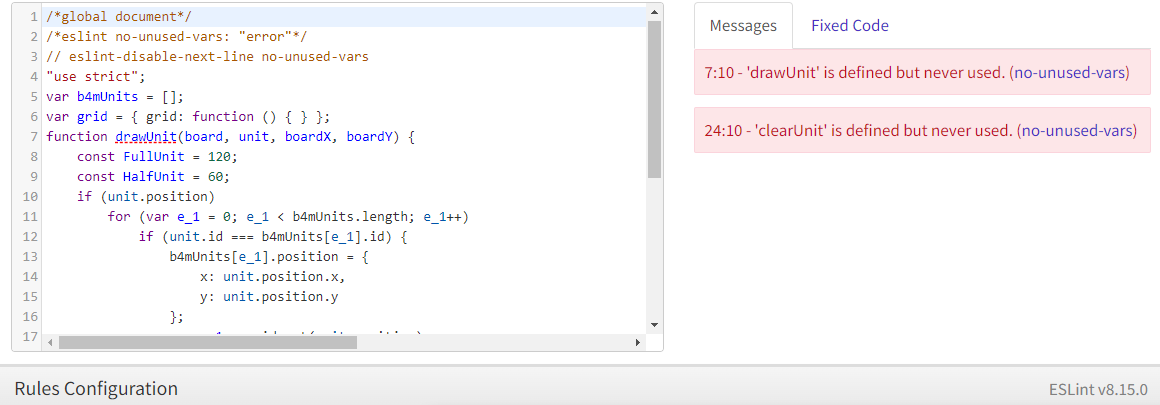 1 /*global document*/
2 /*eslint no-unused-vars: "error"*/
3 // eslint-disable-next-line no-unused-vars
4 "use strict";
5 var b4mUnits = [];
6 var grid = { grid: function () { } };
7 function drawUnit(board, unit, boardX, boardY) {
8 const FullUnit = 120;
9 const HalfUnit = 60;
10 if (unit.position)
11 for (var e_1 = 0; e_1 < b4mUnits.length; e_1++)
12 if (unit.id === b4mUnits[e_1].id) {
13 b4mUnits[e_1].position = {
14 x: unit.position.x,
15 y: unit.position.y
16 };
17
Messages
Fixed Code
7:10 - 'drawUnit' is defined but never used. (no-unused-vars)
24:10 - 'clearUnit' is defined but never used. (no-unused-vars)
Rules Configuration
ESLint v8.15.0